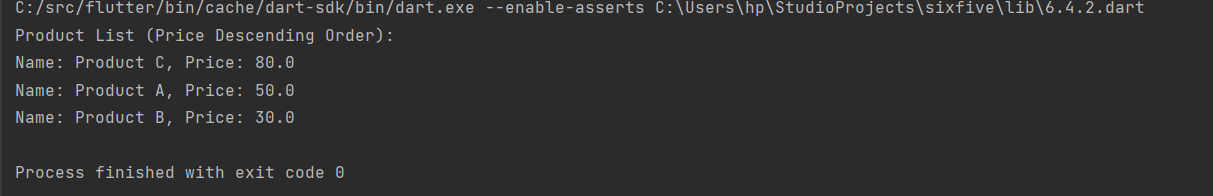 C:/src/flutter/bin/cache/dart-sdk/bin/dart.exe --enable-asserts C:\Users\hp\StudioProjects\sixfive\lib\6.4.2.dart
Product List (Price Descending Order):
Name: Product C, Price: 80.0
Name: Product A, Price: 50.0
Name: Product B, Price: 30.0
Process finished with exit code 0